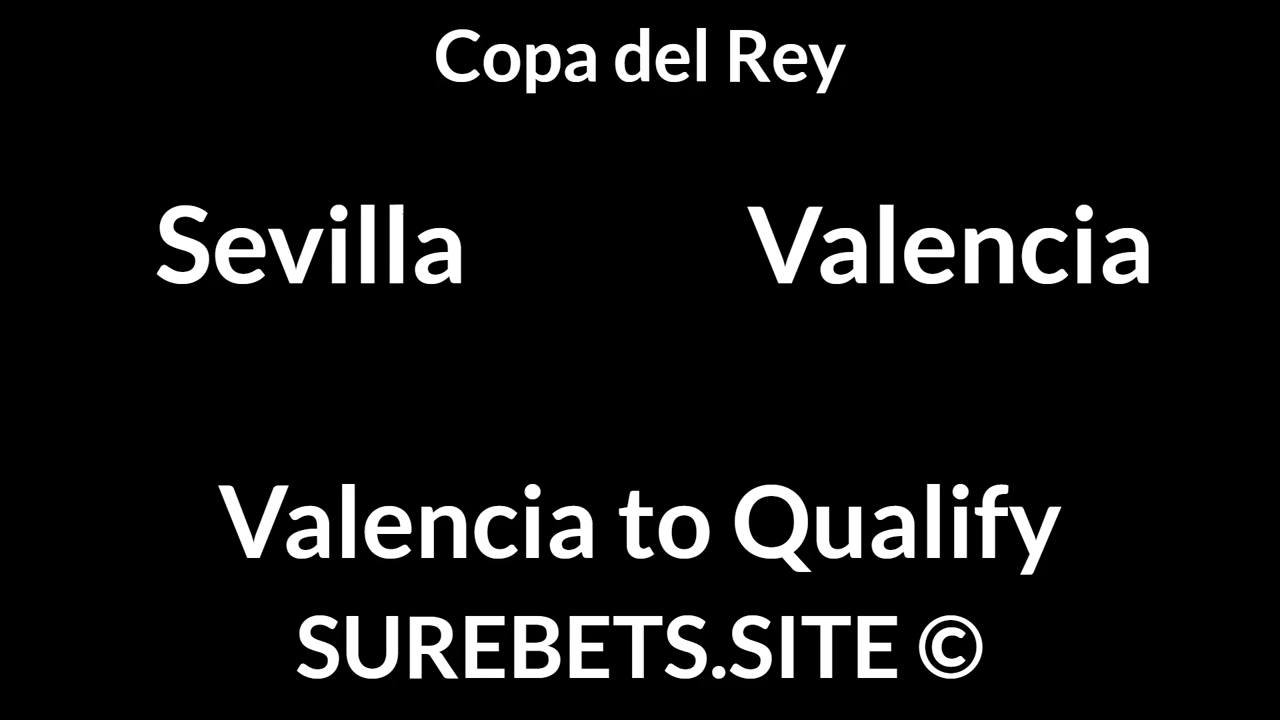 Copa del Rey
Sevilla Valencia
Valencia to Qualify
SUREBETS.SITE ©